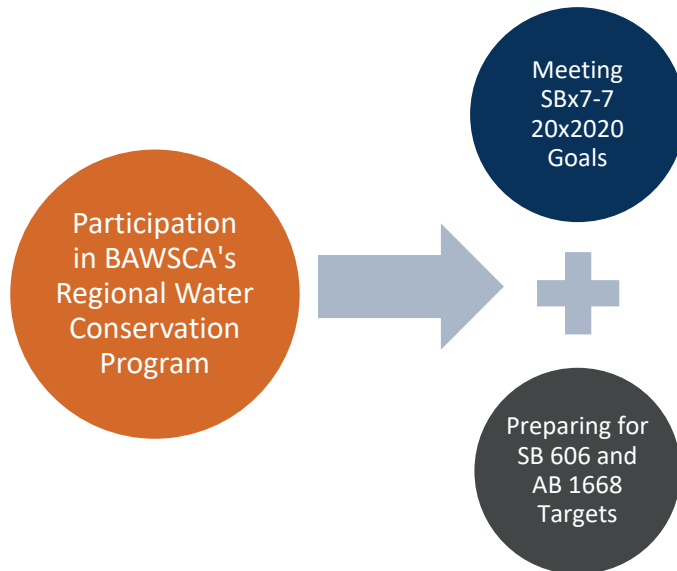 Participation
in BAWSCA's
Regional Water
Conservation
Program
Meeting
SBx7-7
20x2020
Goals
Preparing for
SB 606 and
AB 1668
Targets